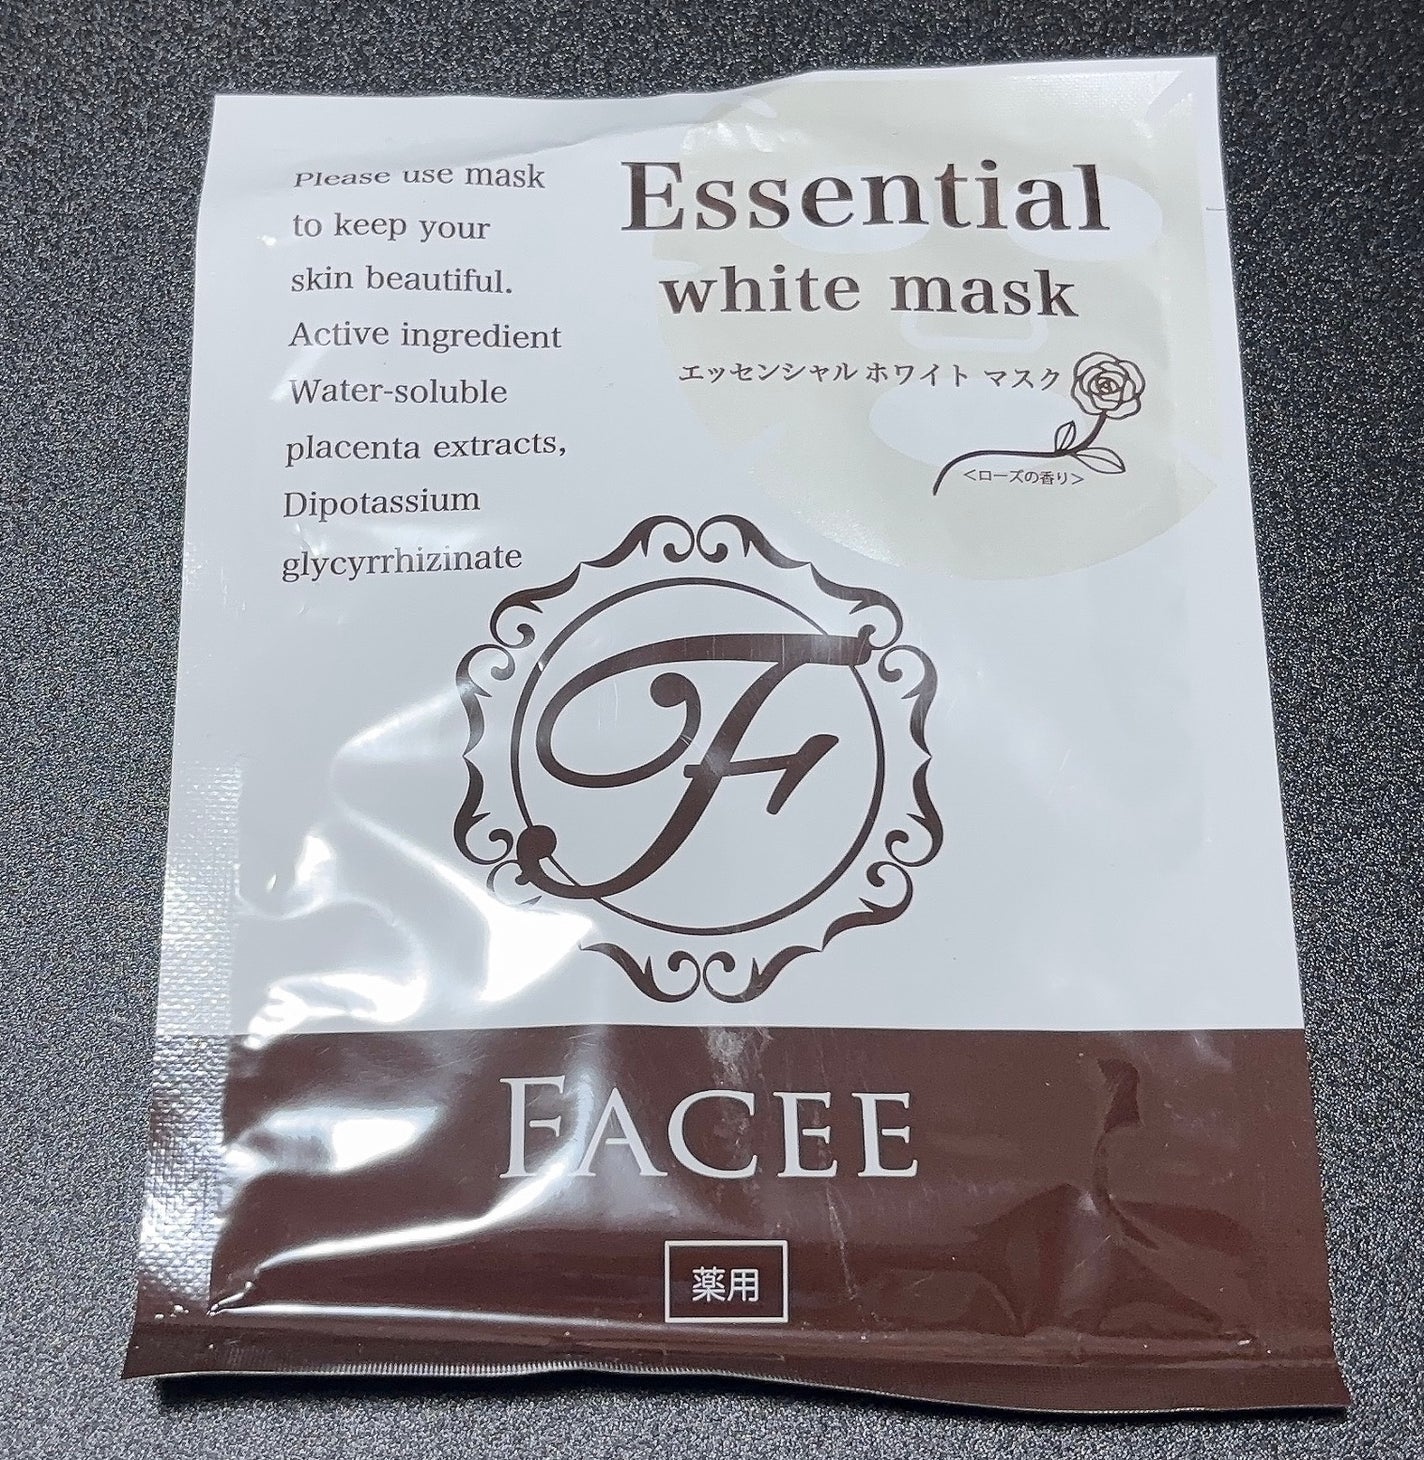 Please use mask
to keep your
skin beautiful.
Active ingredient
Water-soluble
placenta extracts,
Dipotassium
glycyrrhizinate
Essential
white mask
エッセンシャル ホワイト マスク
<ローズの香り>
F
FACEE
薬用